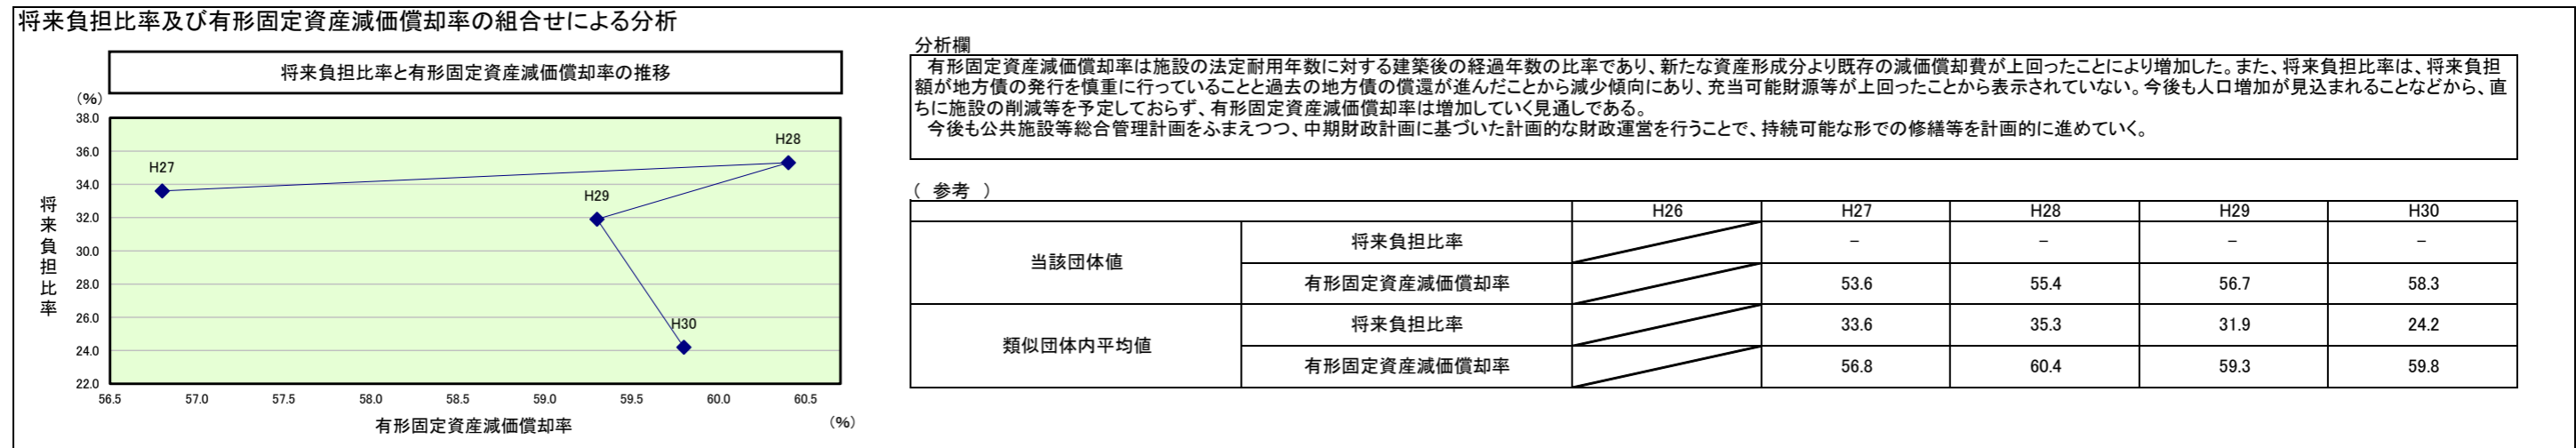 将来負担比率及び有形固定資産減価償却率の組合せによる分析
将来負担比率と有形固定資産減価償却率の推移
(%)
38.0
36.0
34.0
32.0
30.0
28.0
26.0
24.0
22.0
将来負担比率
H27
H28
H29
H30
56.5 57.0 57.5 58.0 58.5 59.0 59.5 60.0 60.5
有形固定資産減価償却率
(%)
分析欄
有形固定資産減価償却率は施設の法定耐用年数に対する建築後の経過年数の比率であり、新たな資産形成分より既存の減価償却費が上回ったことにより増加した。また、将来負担比率は、将来負担
額が地方債の発行を慎重に行っていることと過去の地方債の償還が進んだことから減少傾向にあり、充当可能財源等が上回ったことから表示されていない。今後も人口増加が見込まれることなどから、直
ちに施設の削減等を予定しておらず、有形固定資産減価償却率は増加していく見通しである。
今後も公共施設等総合管理計画をふまえつつ、中期財政計画に基づいた計画的な財政運営を行うことで、持続可能な形での修繕等を計画的に進めていく。
( 参考 )
H26 H27 H28 H29 H30
当該団体値
将来負担比率 - - - -
有形固定資産減価償却率 53.6 55.4 56.7 58.3
類似団体内平均値
将来負担比率 33.6 35.3 31.9 24.2
有形固定資産減価償却率 56.8 60.4 59.3 59.8